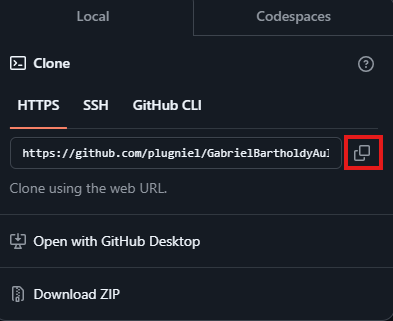 Local
Codespaces
Clone
HTTPS
SSH
GitHub CLI
https://github.com/plugniel/GabrielBartholdyAu
Clone using the web URL.
Open with GitHub Desktop
Download ZIP